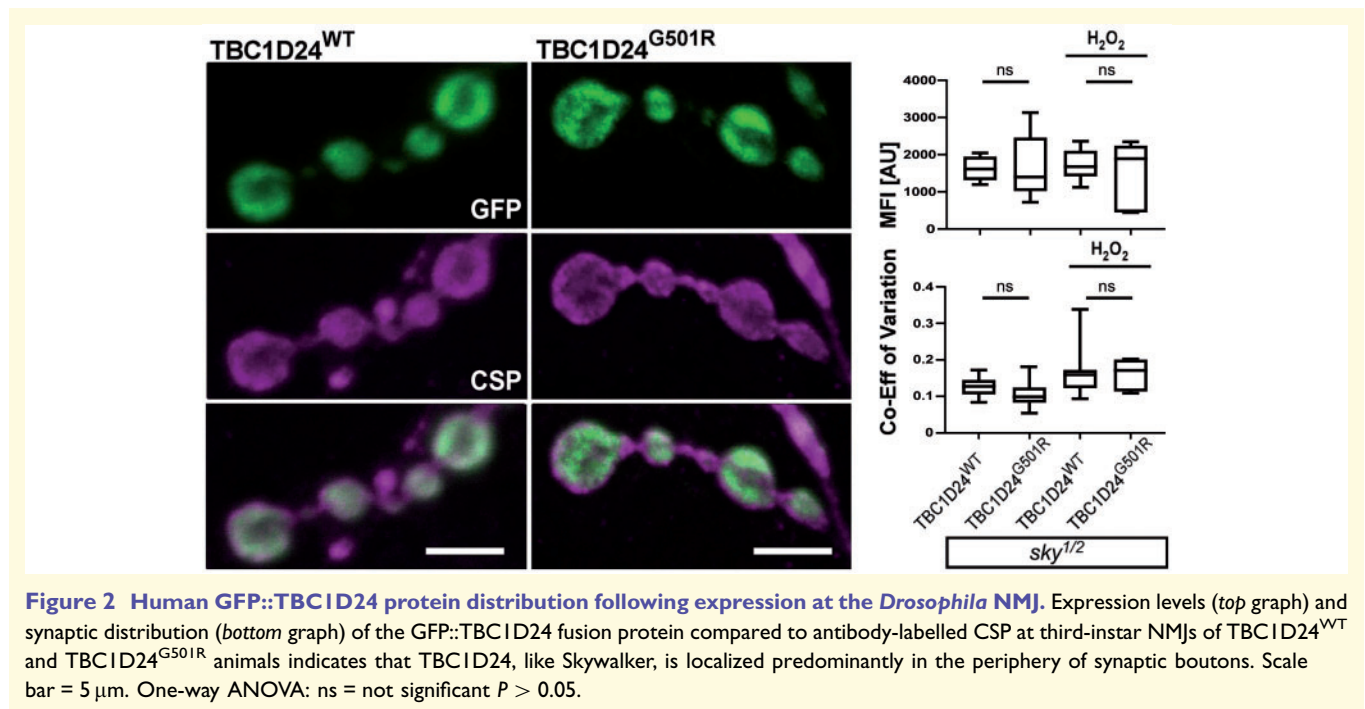 TBC1D24^WT
TBC1D24^G501R
GFP
CSP
H₂O₂
ns
ns
4000
3000
2000
1000
0
MFI [AU]
H₂O₂
ns
ns
0.4
0.3
0.2
0.1
0
Co-Eff of Variation
TBC1D24^WT
TBC1D24^G501R
TBC1D24^WT
TBC1D24^G501R
sky^1/2
Figure 2 Human GFP::TBC1D24 protein distribution following expression at the Drosophila NMJ. Expression levels (top graph) and
synaptic distribution (bottom graph) of the GFP::TBC1D24 fusion protein compared to antibody-labelled CSP at third-instar NMJs of TBC1D24^WT
and TBC1D24^G501R animals indicates that TBC1D24, like Skywalker, is localized predominantly in the periphery of synaptic boutons. Scale
bar = 5 μm. One-way ANOVA: ns = not significant P > 0.05.